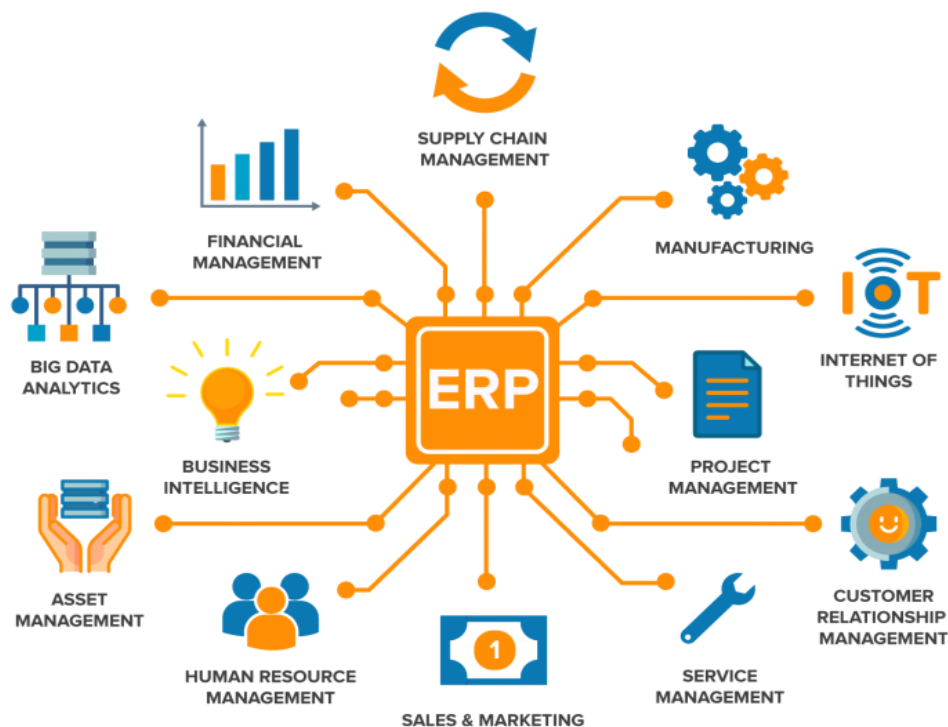 SUPPLY CHAIN
MANAGEMENT
FINANCIAL
MANAGEMENT
MANUFACTURING
BIG DATA
ANALYTICS
IOT
INTERNET OF
THINGS
ERP
BUSINESS
INTELLIGENCE
PROJECT
MANAGEMENT
ASSET
MANAGEMENT
CUSTOMER
RELATIONSHIP
MANAGEMENT
HUMAN RESOURCE
MANAGEMENT
1
SALES & MARKETING
SERVICE
MANAGEMENT